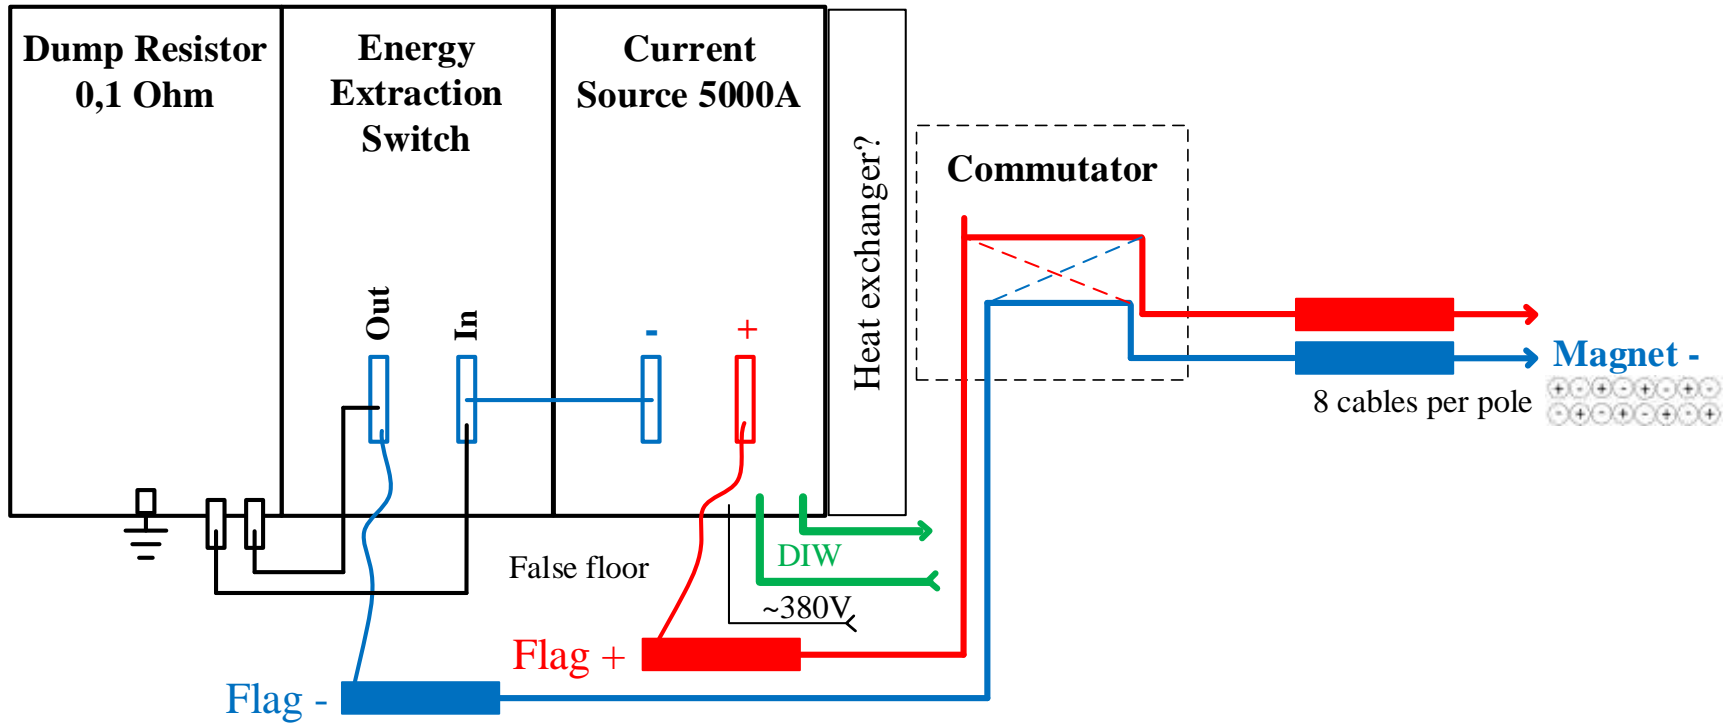 Dump Resistor
0,1 Ohm
Energy
Extraction
Switch
Current
Source 5000A
Heat exchanger?
Commutator
Out
In
-
+
Magnet -
8 cables per pole
+ - + - + - + -
- + - + - + - +
DIW
False floor
~380V
Flag +
Flag -